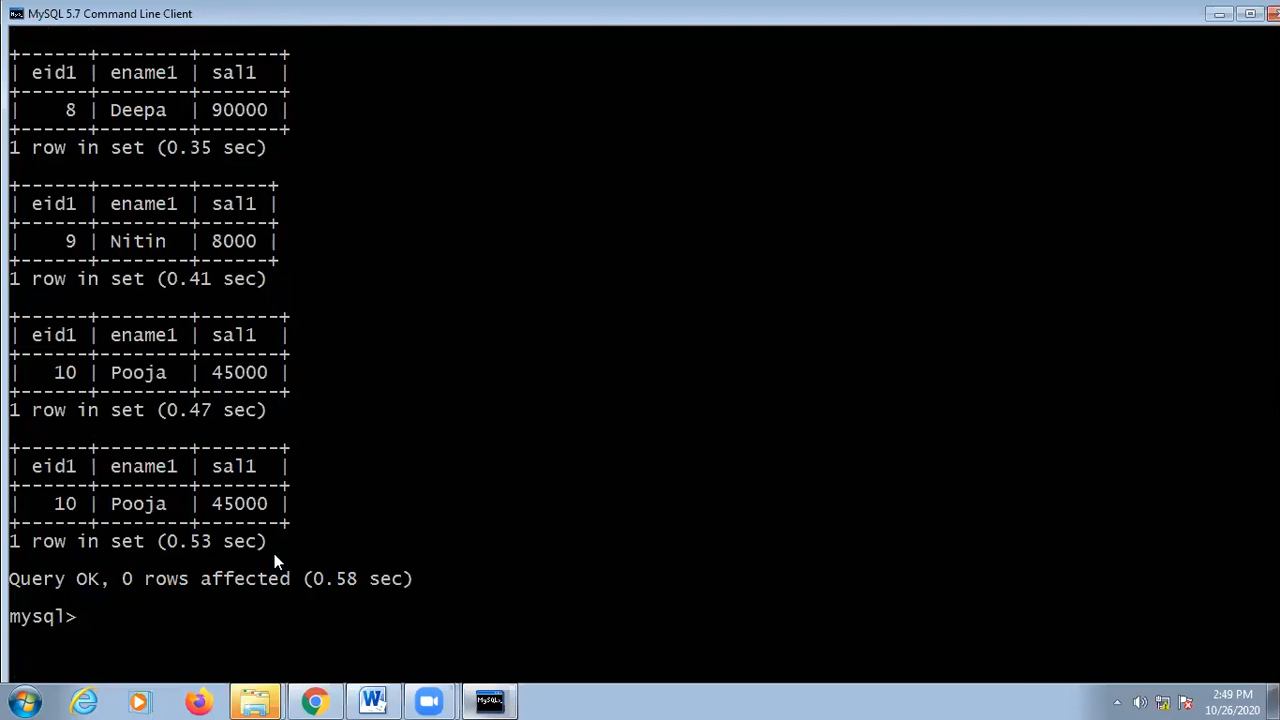 MySQL 5.7 Command Line Client
+------+--------+-------+
| eid1 | ename1 | sal1  |
+------+--------+-------+
|    8 | Deepa  | 90000 |
+------+--------+-------+
1 row in set (0.35 sec)
+------+--------+------+
| eid1 | ename1 | sal1 |
+------+--------+------+
|    9 | Nitin  | 8000 |
+------+--------+------+
1 row in set (0.41 sec)
+------+--------+-------+
| eid1 | ename1 | sal1  |
+------+--------+-------+
|   10 | Pooja  | 45000 |
+------+--------+-------+
1 row in set (0.47 sec)
+------+--------+-------+
| eid1 | ename1 | sal1  |
+------+--------+-------+
|   10 | Pooja  | 45000 |
+------+--------+-------+
1 row in set (0.53 sec)
Query OK, 0 rows affected (0.58 sec)
mysql>
2:49 PM
10/26/2020